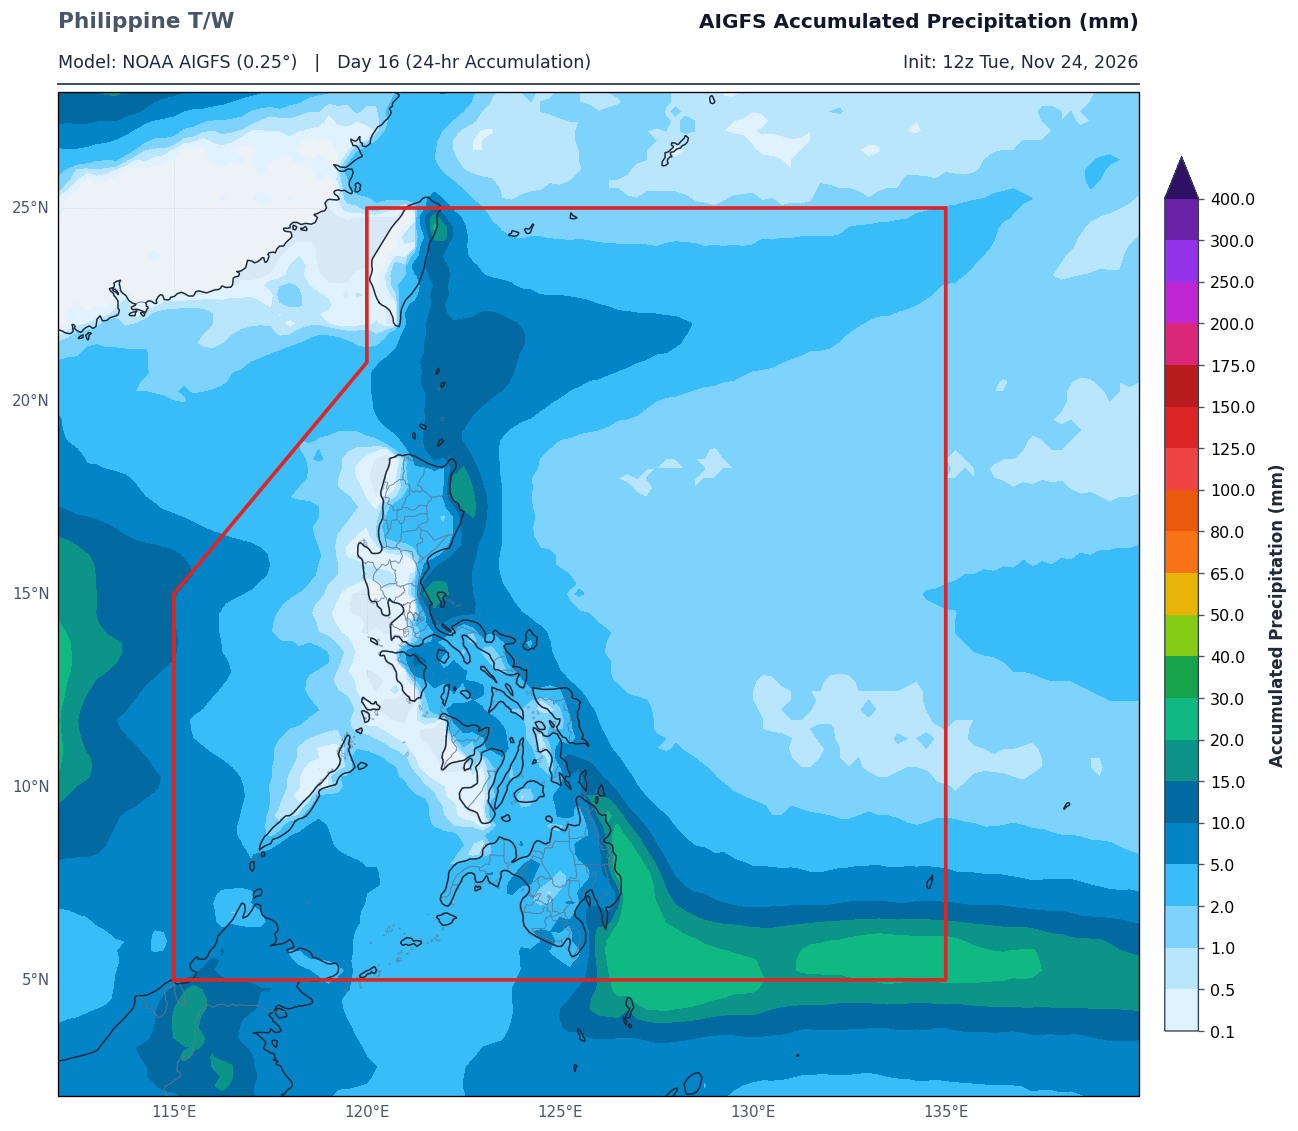 Philippine T/W
AIGFS Accumulated Precipitation (mm)
Model: NOAA AIGFS (0.25°) | Day 16 (24-hr Accumulation)
Init: 12z Tue, Nov 24, 2026
25°N
20°N
15°N
10°N
5°N
115°E
120°E
125°E
130°E
135°E
400.0
300.0
250.0
200.0
175.0
150.0
125.0
100.0
80.0
65.0
50.0
40.0
30.0
20.0
15.0
10.0
5.0
2.0
1.0
0.5
0.1
Accumulated Precipitation (mm)